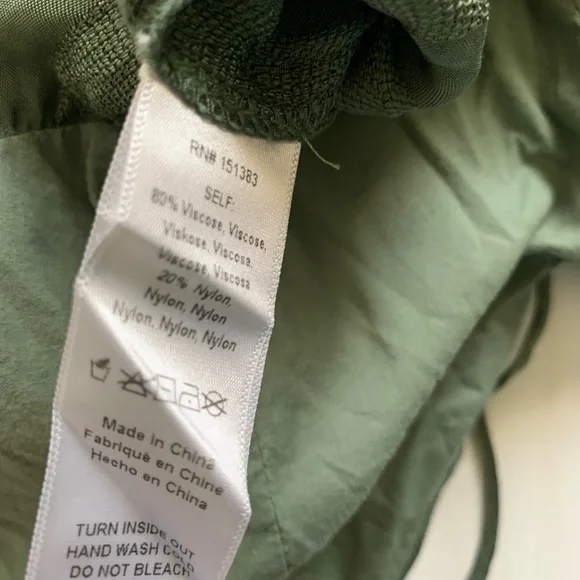 RN# 151383
SELF:
80% Viscose, Viscose,
Viskose, Viscosa,
Viscose, Viscosa
20% Nylon,
Nylon, Nylon
Nylon, Nylon, Nylon
Made in China
Fabriqué en Chine
Hecho en China
TURN INSIDE OUT
HAND WASH COLD
DO NOT BLEACH